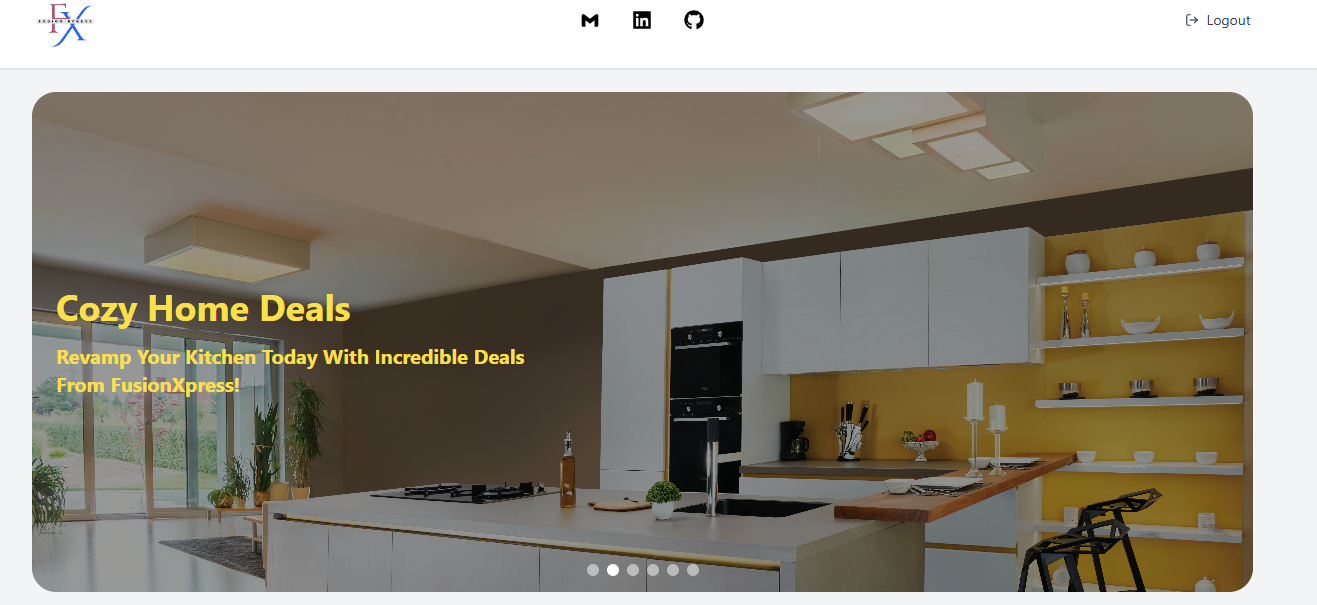 FX
FUSION XPRESS
Logout
Cozy Home Deals
Revamp Your Kitchen Today With Incredible Deals
From FusionXpress!